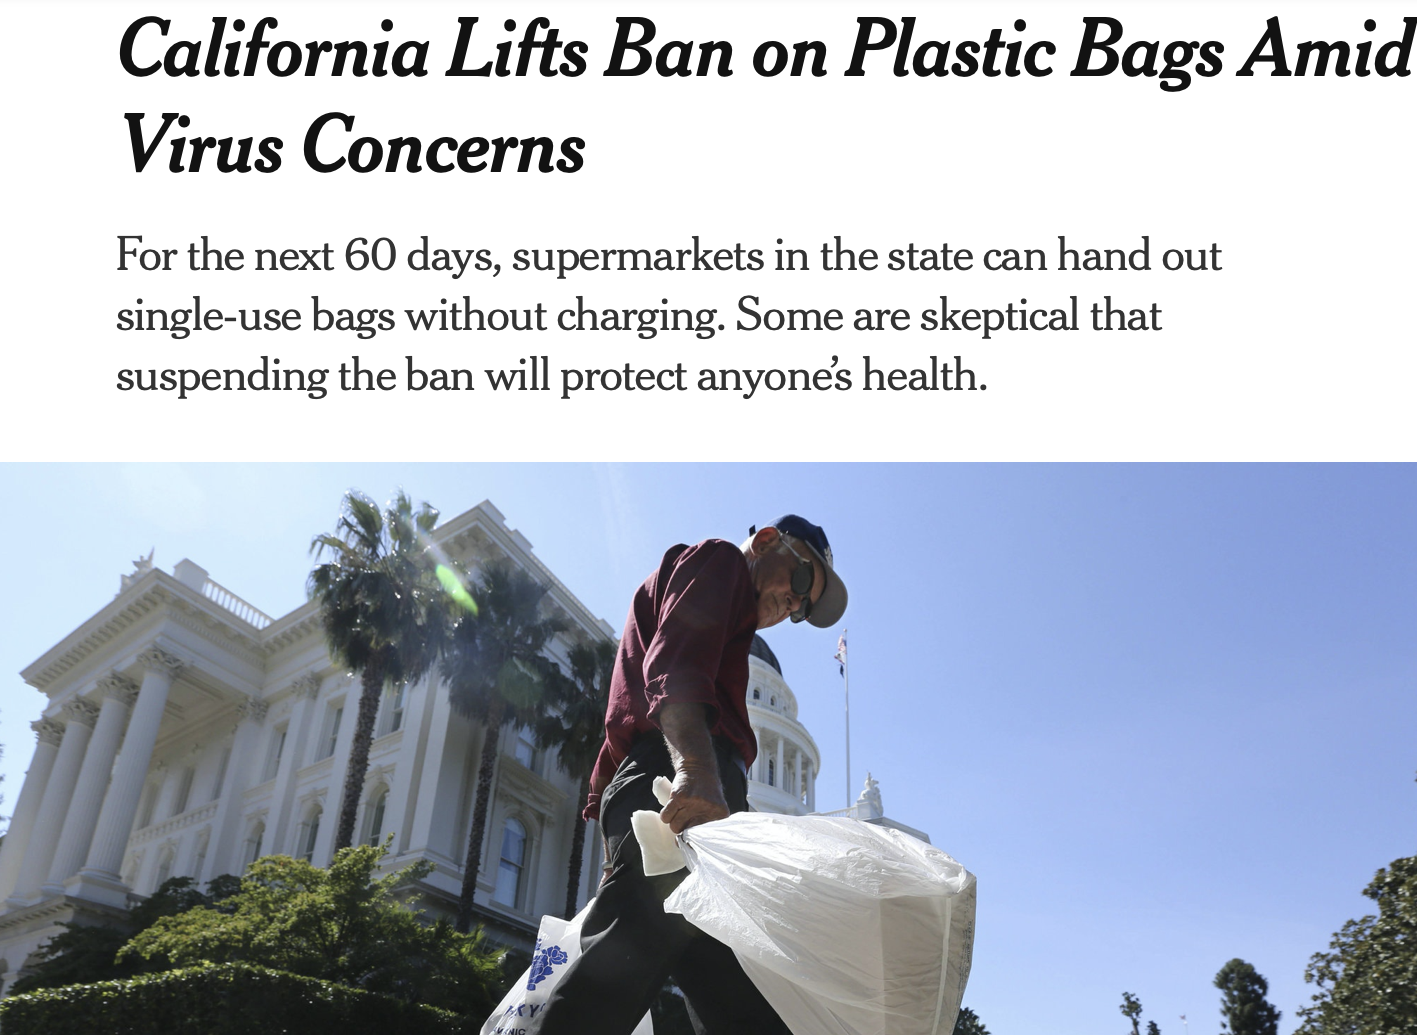 California Lifts Ban on Plastic Bags Amid
Virus Concerns
For the next 60 days, supermarkets in the state can hand out
single-use bags without charging. Some are skeptical that
suspending the ban will protect anyone’s health.